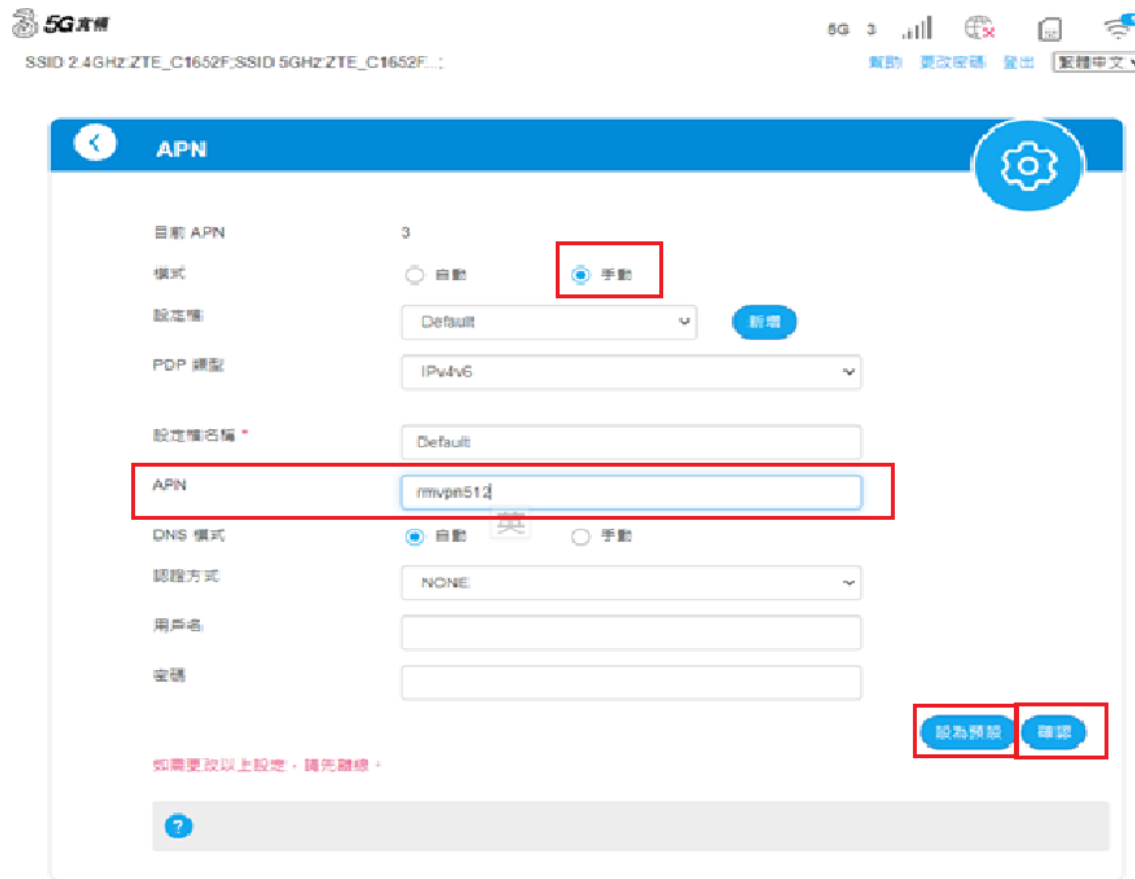 3 5G寬頻
5G 3
SSID 2.4GHz:ZTE_C1652F;SSID 5GHz:ZTE_C1652F...;
幫助 更改密碼 登出 繁體中文
APN
目前 APN 3
模式 自動 手動
設定檔 Default 新增
PDP 類型 IPv4v6
設定檔名稱 * Default
APN rmvpn512
英
DNS 模式 自動 手動
認證方式 NONE
用戶名
密碼
設為預設 確認
如需更改以上設定,請先離線。
?